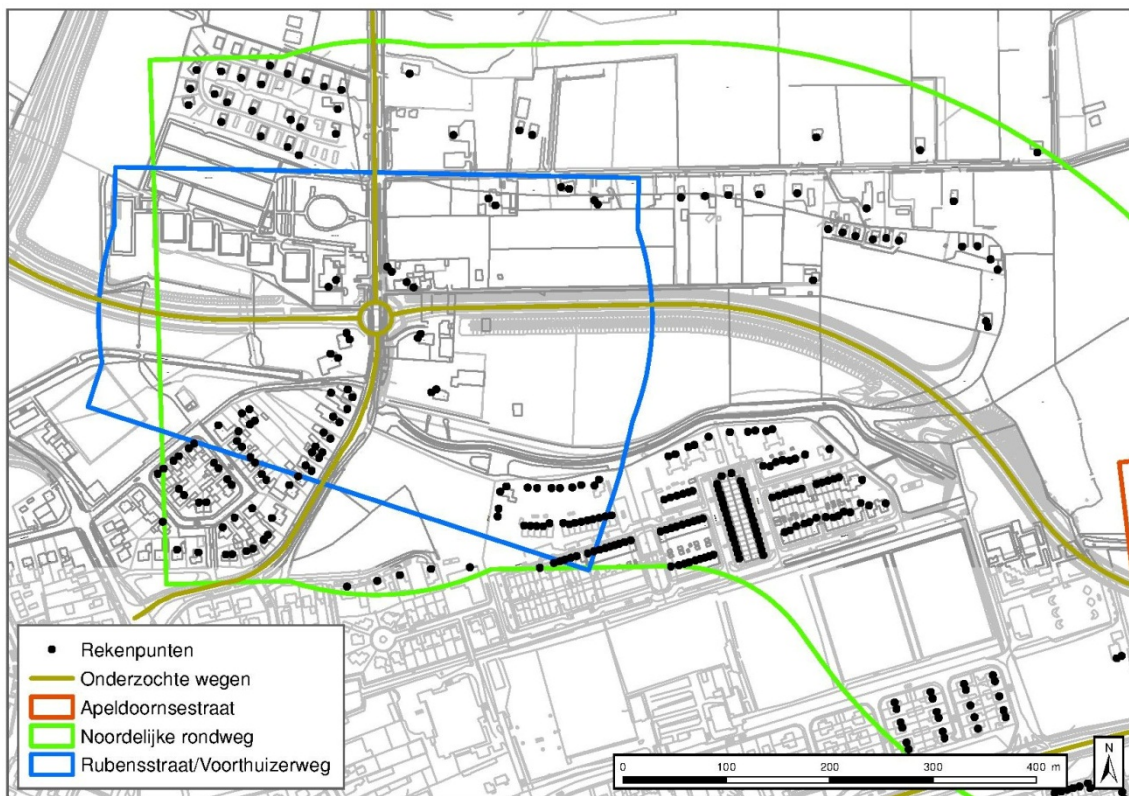 Rekenpunten
Onderzochte wegen
Apeldoornsestraat
Noordelijke rondweg
Rubensstraat/Voorthuizerweg
0 100 200 300 400 m
N